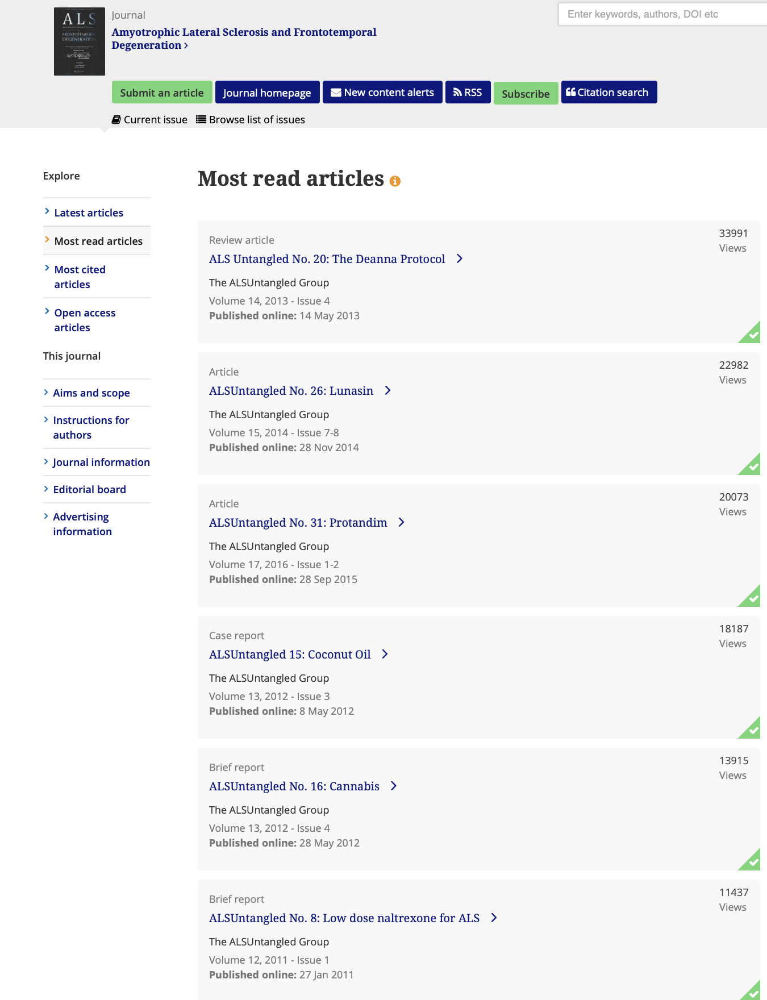 ALS
FRONTOTEMPORAL
DEGENERATION
symposium
Journal
Amyotrophic Lateral Sclerosis and Frontotemporal
Degeneration
Enter keywords, authors, DOI etc
Submit an article
Journal homepage
New content alerts
RSS
Subscribe
Citation search
Current issue
Browse list of issues
Explore
Latest articles
Most read articles
Most cited
articles
Open access
articles
This journal
Aims and scope
Instructions for
authors
Journal information
Editorial board
Advertising
information
Most read articles
Review article
33991
Views
ALS Untangled No. 20: The Deanna Protocol
The ALSUntangled Group
Volume 14, 2013 - Issue 4
Published online: 14 May 2013
Article
22982
Views
ALSUntangled No. 26: Lunasin
The ALSUntangled Group
Volume 15, 2014 - Issue 7-8
Published online: 28 Nov 2014
Article
20073
Views
ALSUntangled No. 31: Protandim
The ALSUntangled Group
Volume 17, 2016 - Issue 1-2
Published online: 28 Sep 2015
Case report
18187
Views
ALSUntangled 15: Coconut Oil
The ALSUntangled Group
Volume 13, 2012 - Issue 3
Published online: 8 May 2012
Brief report
13915
Views
ALSUntangled No. 16: Cannabis
The ALSUntangled Group
Volume 13, 2012 - Issue 4
Published online: 28 May 2012
Brief report
11437
Views
ALSUntangled No. 8: Low dose naltrexone for ALS
The ALSUntangled Group
Volume 12, 2011 - Issue 1
Published online: 27 Jan 2011